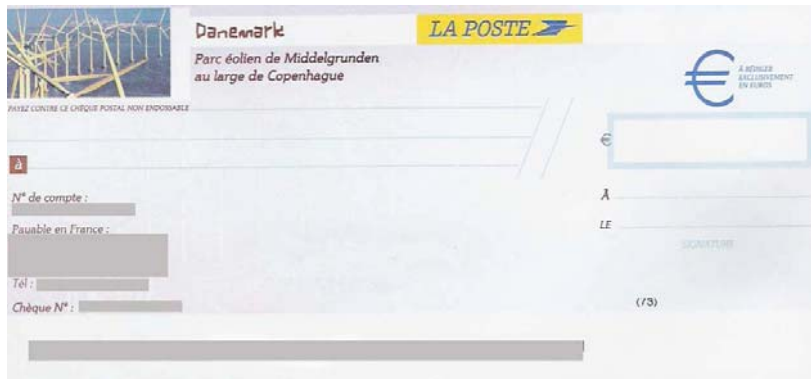 Danemark
LA POSTE
Parc éolien de Middelgrunden
au large de Copenhague
€
À RÉDIGER
EXCLUSIVEMENT
EN EUROS
PAYEZ CONTRE CE CHÈQUE POSTAL NON ENDOSSABLE
€
à
N° de compte :
À
Payable en France :
LE
SIGNATURE
Tél :
Chèque N° :
(73)